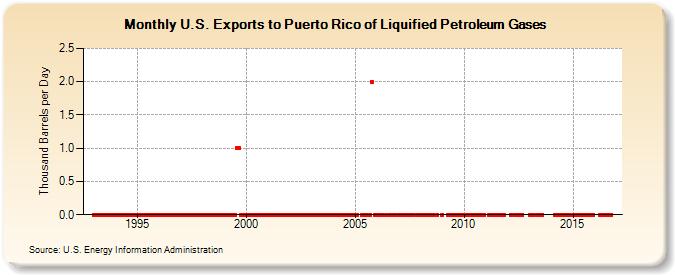 Monthly U.S. Exports to Puerto Rico of Liquified Petroleum Gases
Thousand Barrels per Day
2.5
2.0
1.5
1.0
0.5
0.0
1995 2000 2005 2010 2015
Source: U.S. Energy Information Administration